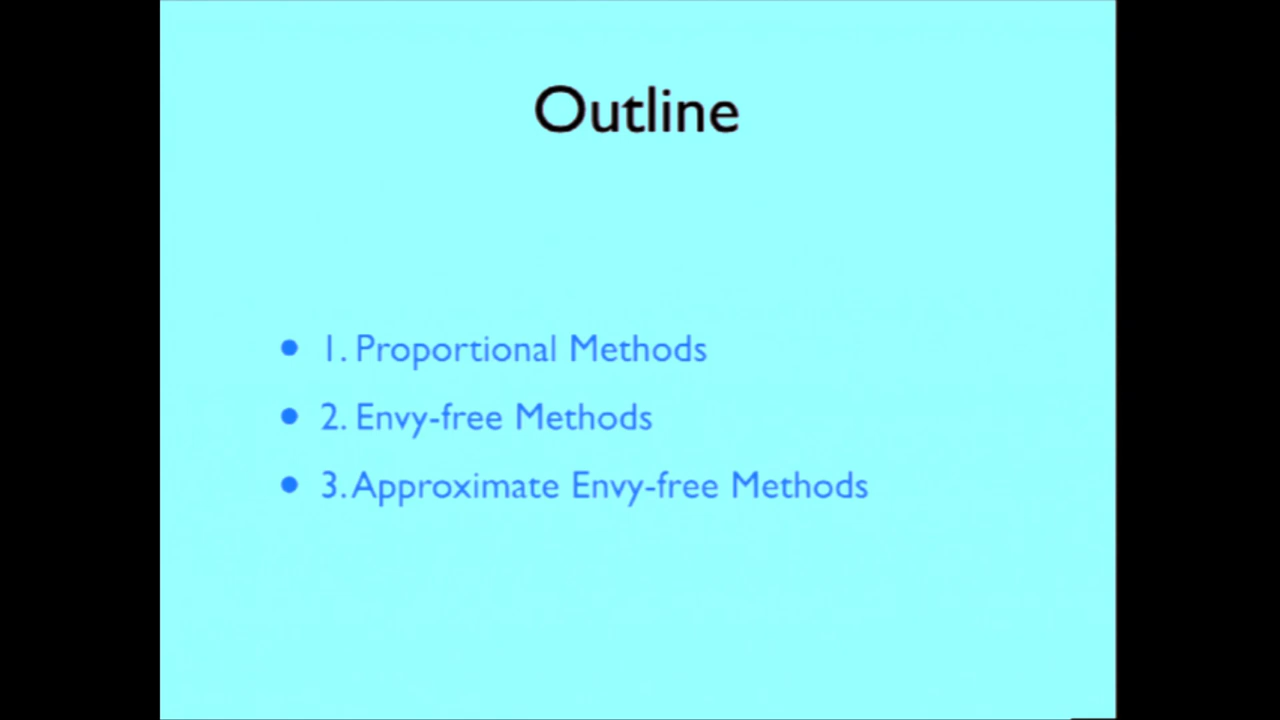 Outline
• 1. Proportional Methods
• 2. Envy-free Methods
• 3. Approximate Envy-free Methods